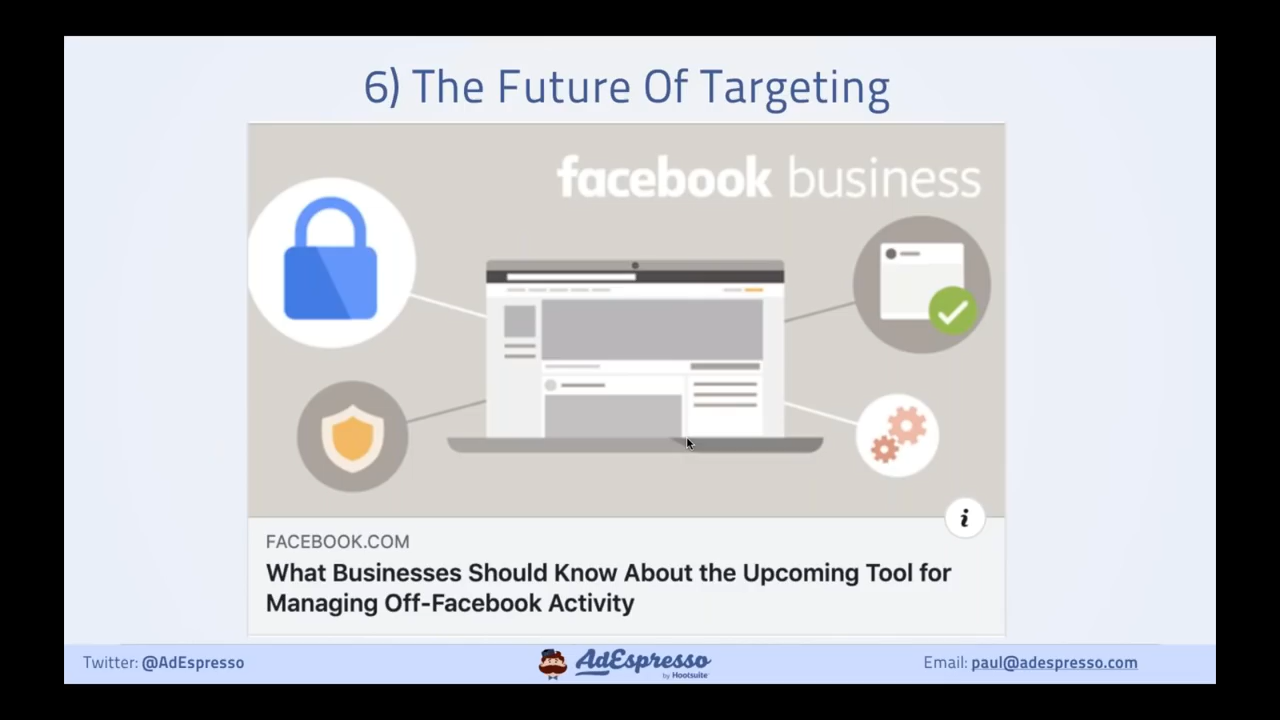 6) The Future Of Targeting
facebook business
i
FACEBOOK.COM
What Businesses Should Know About the Upcoming Tool for
Managing Off-Facebook Activity
Twitter: @AdEspresso
AdEspresso
by Hootsuite
Email: paul@adespresso.com